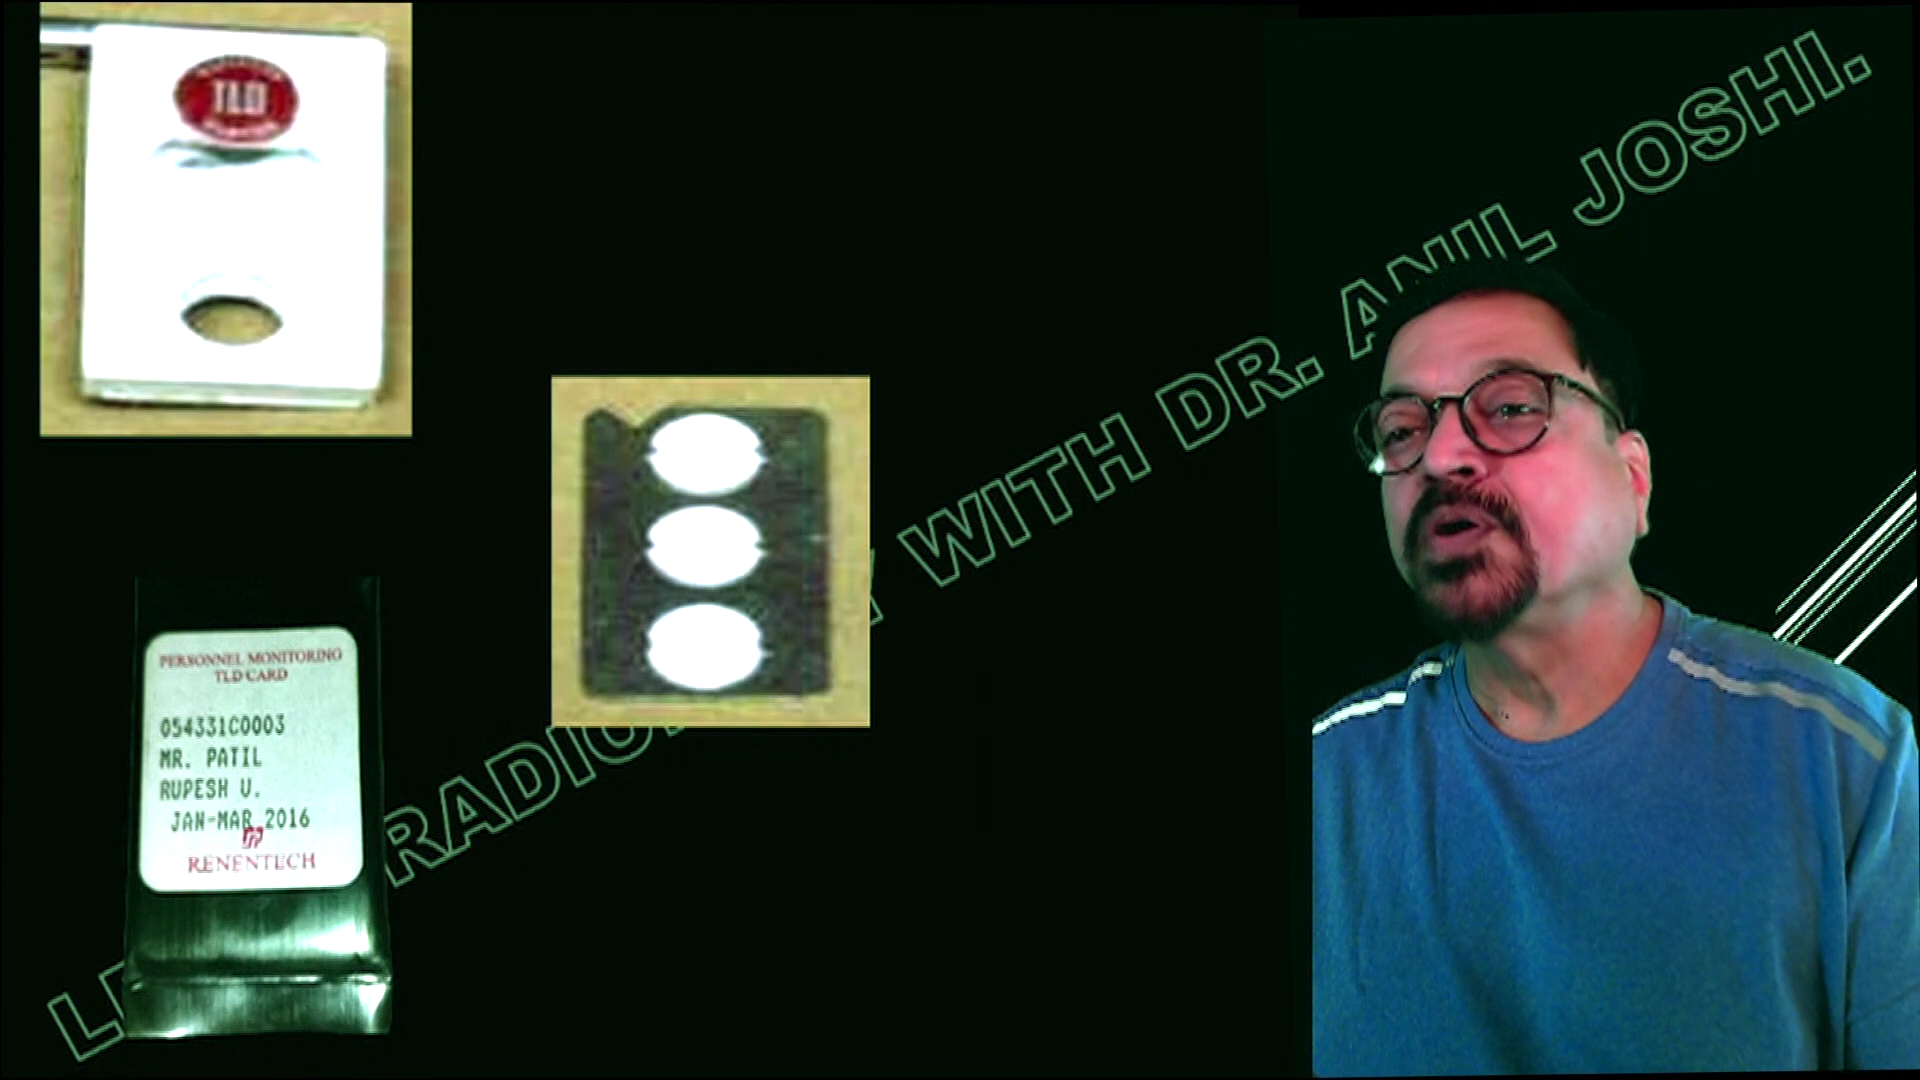 TLD
PERSONNEL MONITORING
TLD CARD
054331C0003
MR. PATIL
RUPESH U.
JAN-MAR 2016
RENENTECH
WITH DR. ANIL JOSHI.